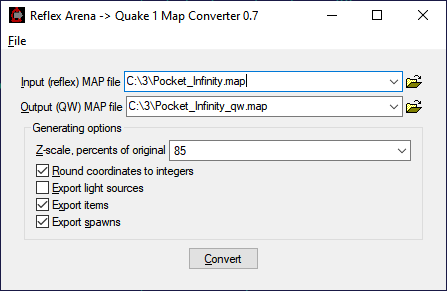 Reflex Arena -> Quake 1 Map Converter 0.7
File
Input (reflex) MAP file C:\3\Pocket_Infinity.map
Output (QW) MAP file C:\3\Pocket_Infinity_qw.map
Generating options
Z-scale, percents of original 85
Round coordinates to integers
Export light sources
Export items
Export spawns
Convert